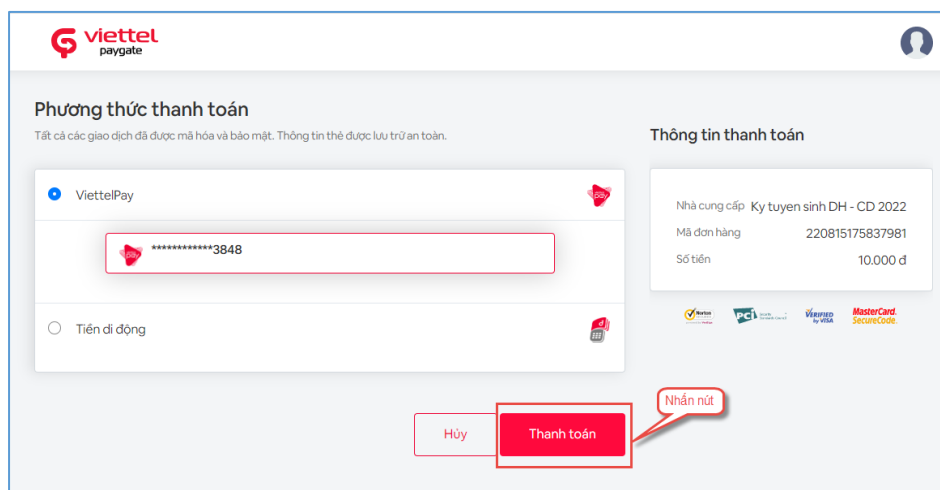 viettel
paygate
Phương thức thanh toán
Tất cả các giao dịch đã được mã hóa và bảo mật. Thông tin thẻ được lưu trữ an toàn.
ViettelPay
************3848
Tiền di động
Hủy
Thanh toán
Nhấn nút
Thông tin thanh toán
Nhà cung cấp Ky tuyen sinh DH - CD 2022
Mã đơn hàng 220815175837981
Số tiền 10.000 đ
Norton
PCI
VERIFIED
by VISA
MasterCard.
SecureCode.